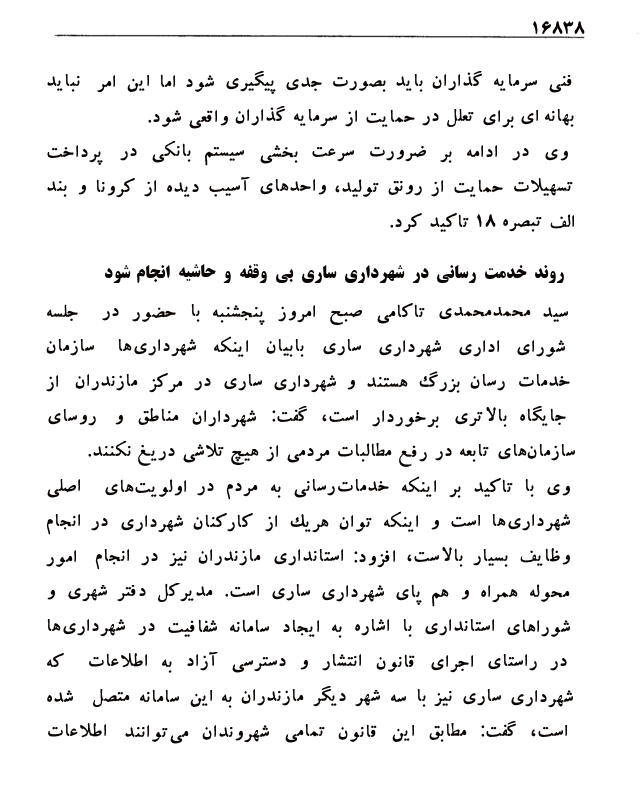 ۱۶۸۳۸
فنی سرمایه گذاران باید بصورت جدی پیگیری شود اما این امر نباید
بهانه ای برای تعلل در حمایت از سرمایه گذاران واقعی شود.
وی در ادامه بر ضرورت سرعت بخشی سیستم بانکی در پرداخت
تسهیلات حمایت از رونق تولید، واحدهای آسیب دیده از کرونا و بند
الف تبصره ۱۸ تاکید کرد.
روند خدمت رسانی در شهرداری ساری بی وقفه و حاشیه انجام شود
سید محمدمحمدی تاکامی صبح امروز پنجشنبه با حضور در جلسه
شورای اداری شهرداری ساری بابیان اینکه شهرداری‌ها سازمان
خدمات رسان بزرگ هستند و شهرداری ساری در مرکز مازندران از
جایگاه بالاتری برخوردار است، گفت: شهرداران مناطق و روسای
سازمان‌های تابعه در رفع مطالبات مردمی از هیچ تلاشی دریغ نکنند.
وی با تاکید بر اینکه خدمات‌رسانی به مردم در اولویت‌های اصلی
شهرداری‌ها است و اینکه توان هریك از کارکنان شهرداری در انجام
وظایف بسیار بالاست، افزود: استانداری مازندران نیز در انجام امور
محوله همراه و هم پای شهرداری ساری است. مدیرکل دفتر شهری و
شوراهای استانداری با اشاره به ایجاد سامانه شفافیت در شهرداری‌ها
در راستای اجرای قانون انتشار و دسترسی آزاد به اطلاعات که
شهرداری ساری نیز با سه شهر دیگر مازندران به این سامانه متصل شده
است، گفت: مطابق این قانون تمامی شهروندان می‌توانند اطلاعات